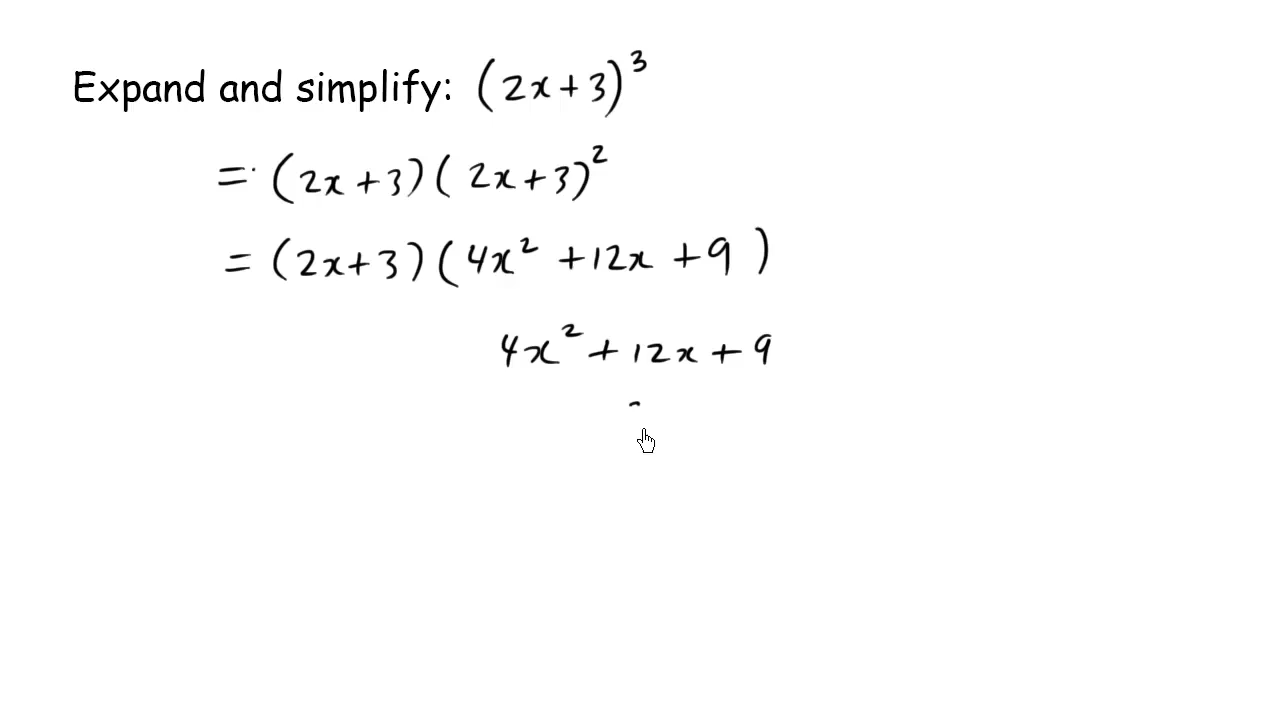 Expand and simplify: (2x+3)³
= (2x+3)(2x+3)²
= (2x+3)(4x² +12x +9)
4x² + 12x + 9